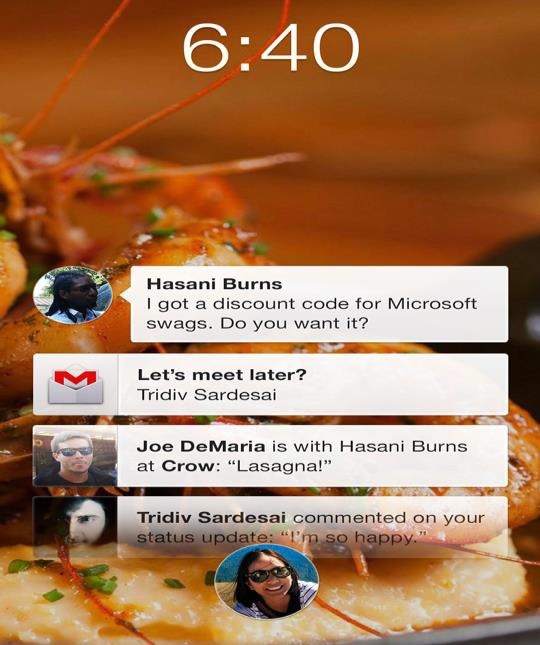 6:40
Hasani Burns
I got a discount code for Microsoft
swags. Do you want it?
Let’s meet later?
Tridiv Sardesai
Joe DeMaria is with Hasani Burns
at Crow: “Lasagna!”
Tridiv Sardesai commented on your
status update: “I’m so happy.”